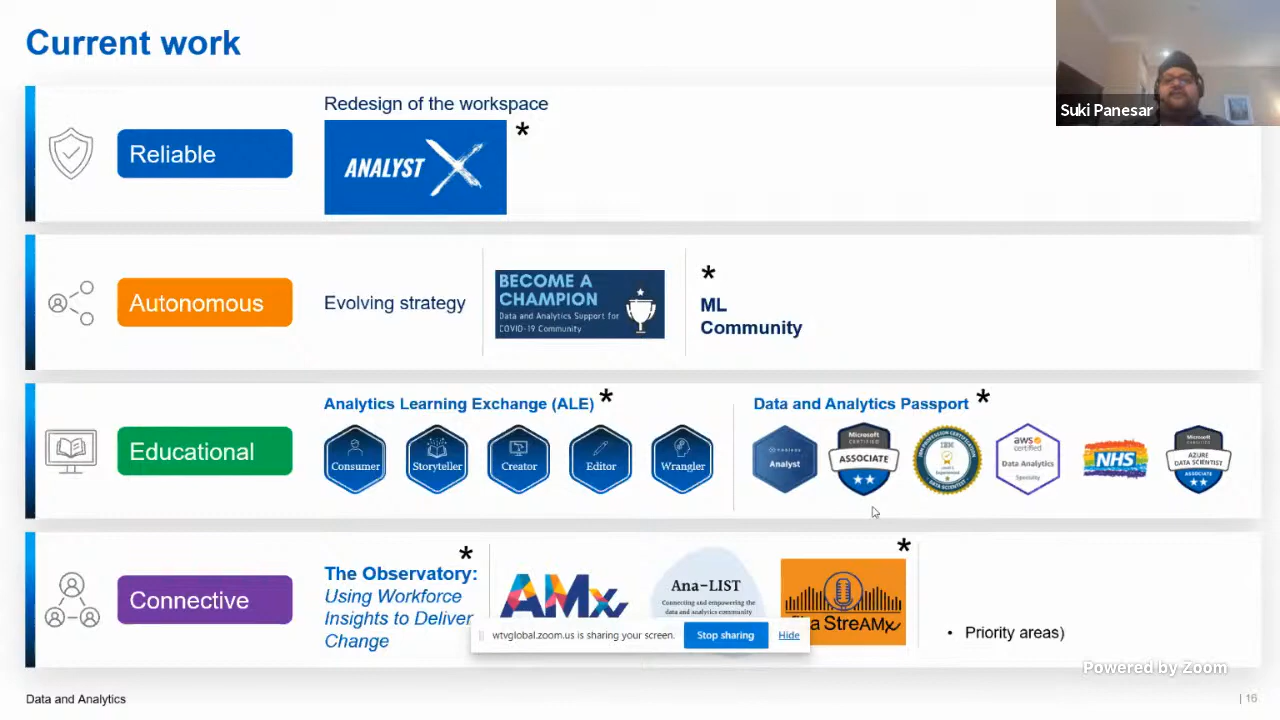 Current work
Suki Panesar
Reliable
Redesign of the workspace
ANALYST X
*
Autonomous
Evolving strategy
BECOME A
CHAMPION
Data and Analytics Support for
COVID-19 Community
*
ML
Community
Educational
Analytics Learning Exchange (ALE) *
Consumer
Storyteller
Creator
Editor
Wrangler
Data and Analytics Passport *
Analyst
Microsoft
CERTIFIED
ASSOCIATE
IBM
aws
certified
Data Analytics
Specialty
NHS
Microsoft
CERTIFIED
AZURE
DATA SCIENTIST
ASSOCIATE
Connective
*
The Observatory:
Using Workforce
Insights to Deliver
Change
AMx
Ana-LIST
Connecting and empowering the
data and analytics community
*
StreAMx
• Priority areas)
wtvglobal.zoom.us is sharing your screen.
Stop sharing
Hide
Powered by Zoom
Data and Analytics
| 16